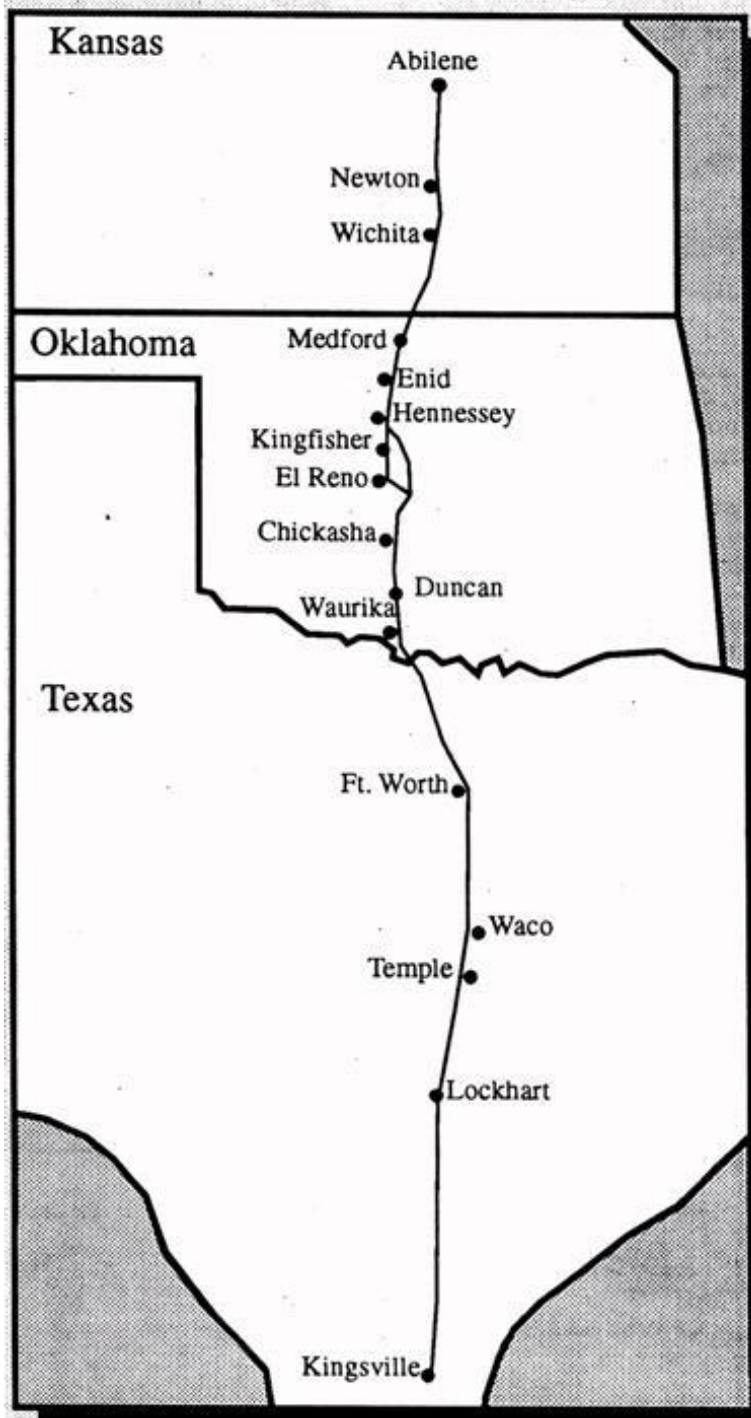 Kansas
Abilene
Newton
Wichita
Oklahoma
Medford
Enid
Hennessey
Kingfisher
El Reno
Chickasha
Duncan
Waurika
Texas
Ft. Worth
Waco
Temple
Lockhart
Kingsville